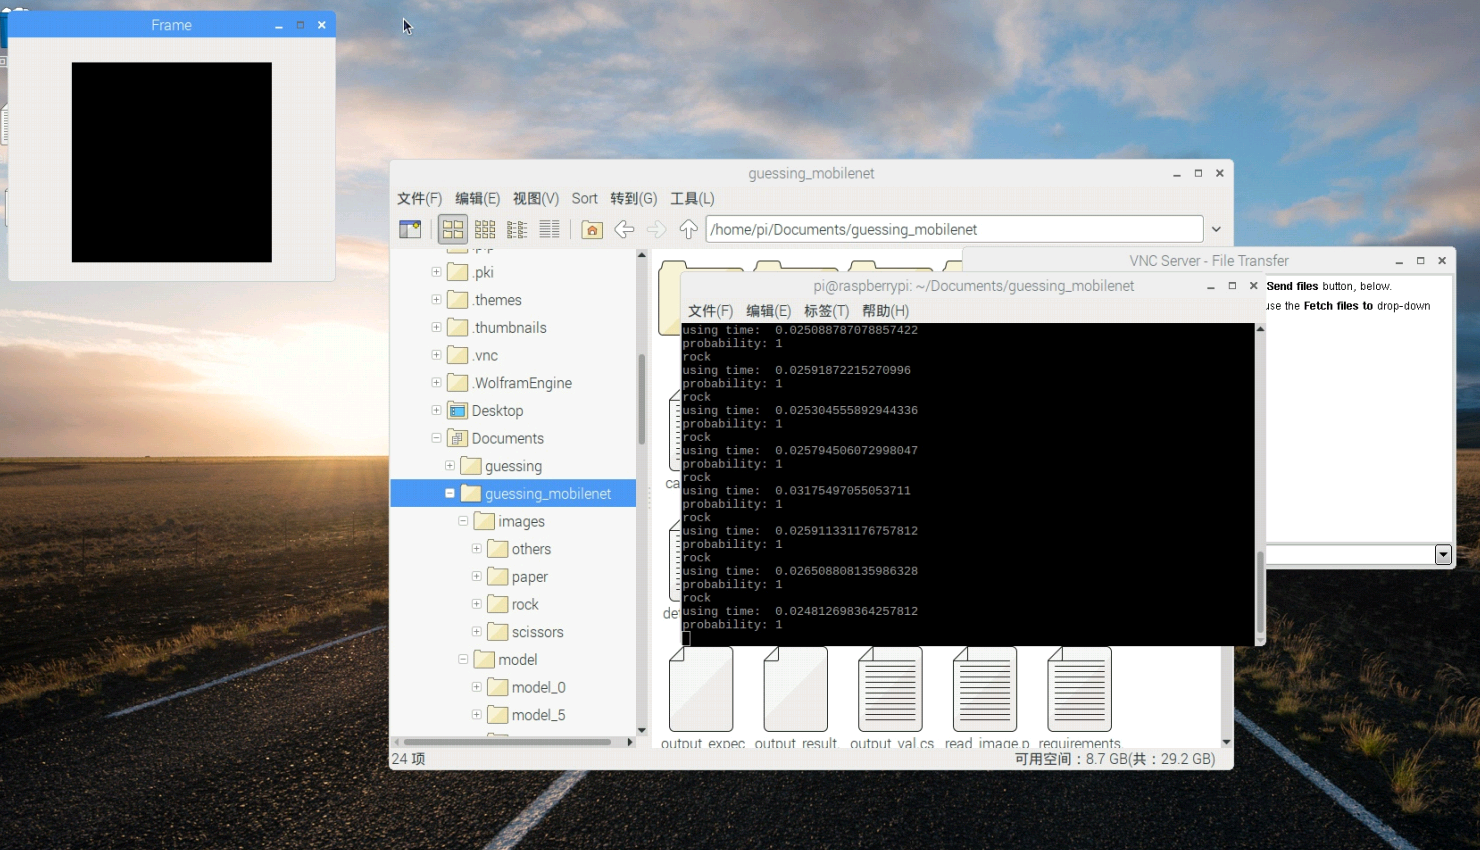 Frame
guessing_mobilenet
文件(F) 编辑(E) 视图(V) Sort 转到(G) 工具(L)
/home/pi/Documents/guessing_mobilenet
.pki
.themes
.thumbnails
.vnc
.WolframEngine
Desktop
Documents
guessing
guessing_mobilenet
images
others
paper
rock
scissors
model
model_0
model_5
VNC Server - File Transfer
Send files button, below.
use the Fetch files to drop-down
pi@raspberrypi: ~/Documents/guessing_mobilenet
文件(F) 编辑(E) 标签(T) 帮助(H)
using time:  0.025088787078857422
probability: 1
rock
using time:  0.02591872215270996
probability: 1
rock
using time:  0.025304555892944336
probability: 1
rock
using time:  0.025794506072998047
probability: 1
rock
using time:  0.03175497055053711
probability: 1
rock
using time:  0.025911331176757812
probability: 1
rock
using time:  0.026508808135986328
probability: 1
rock
using time:  0.024812698364257812
probability: 1
ca
de
output_expec output_result output_val.cs read_image.p requirements
24 项
可用空间：8.7 GB(共：29.2 GB)